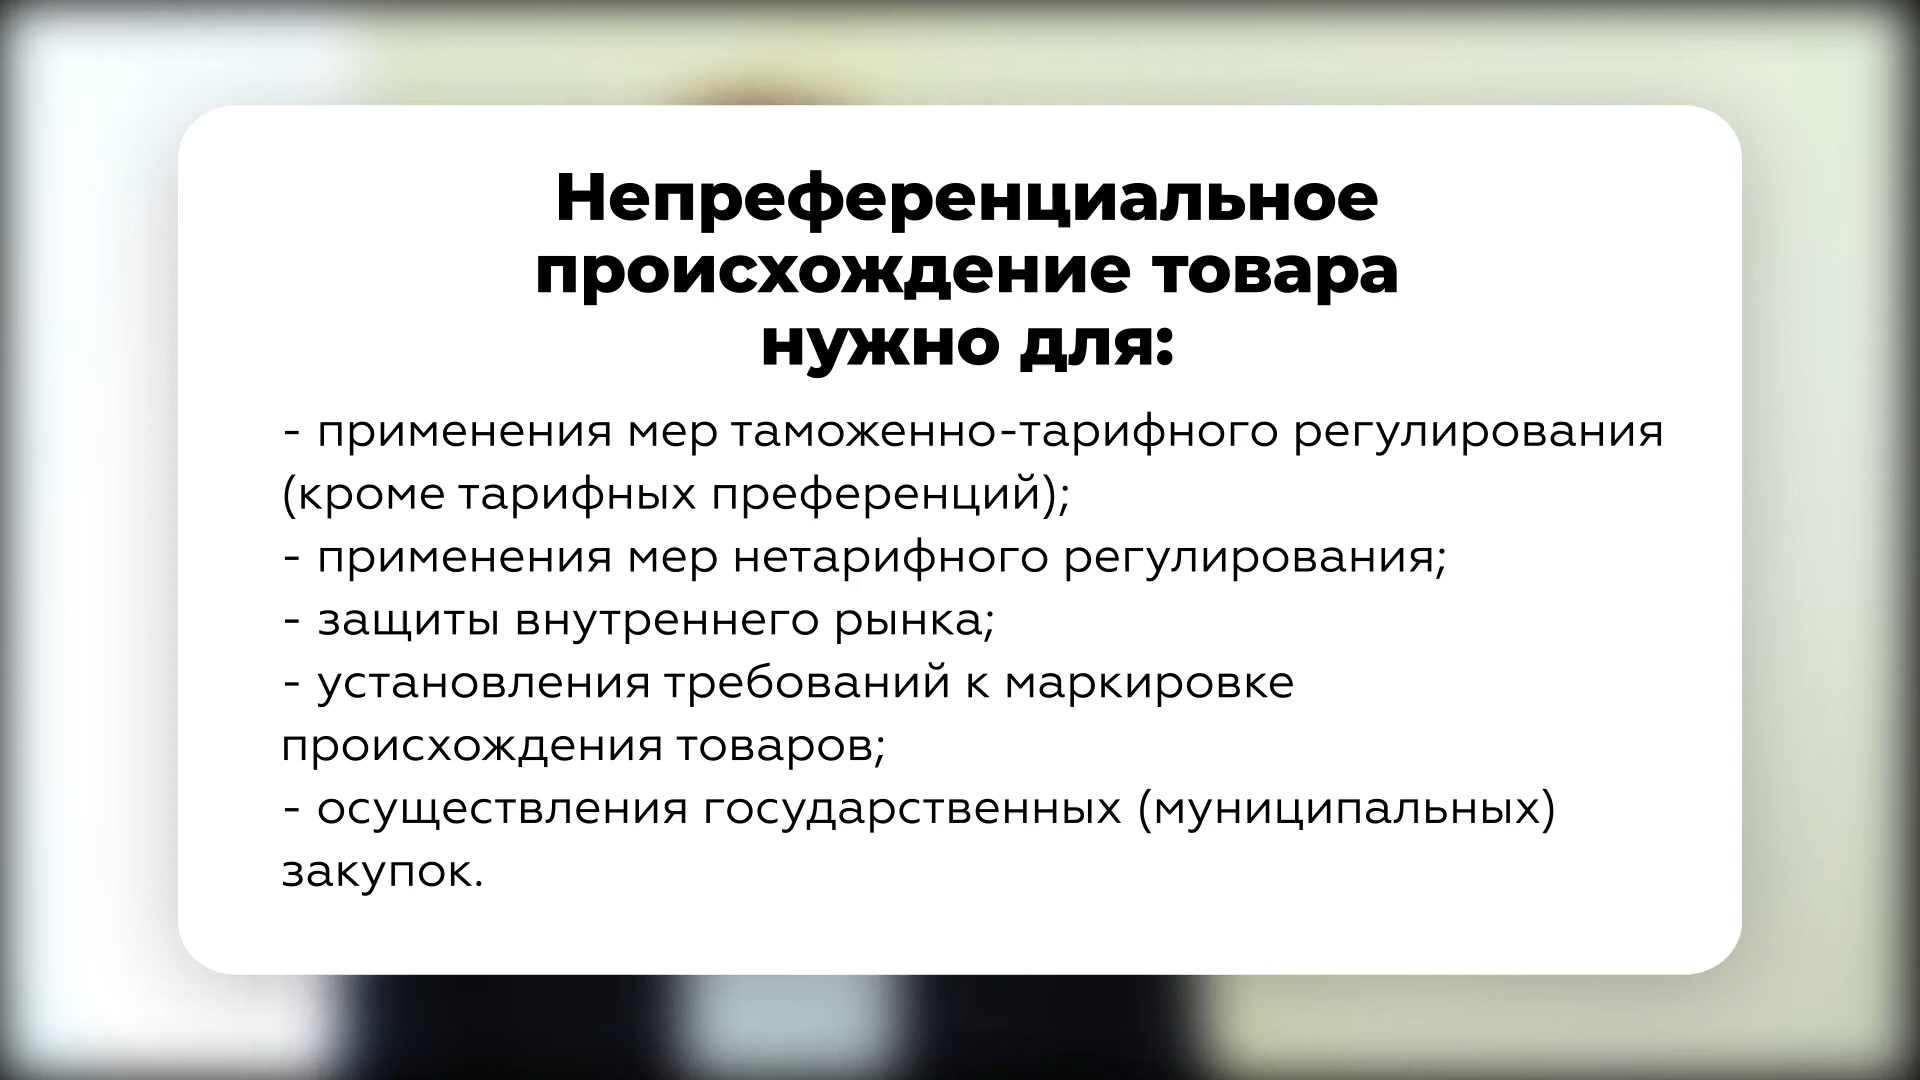 Непреференциальное
происхождение товара
нужно для:
- применения мер таможенно-тарифного регулирования
(кроме тарифных преференций);
- применения мер нетарифного регулирования;
- защиты внутреннего рынка;
- установления требований к маркировке
происхождения товаров;
- осуществления государственных (муниципальных)
закупок.